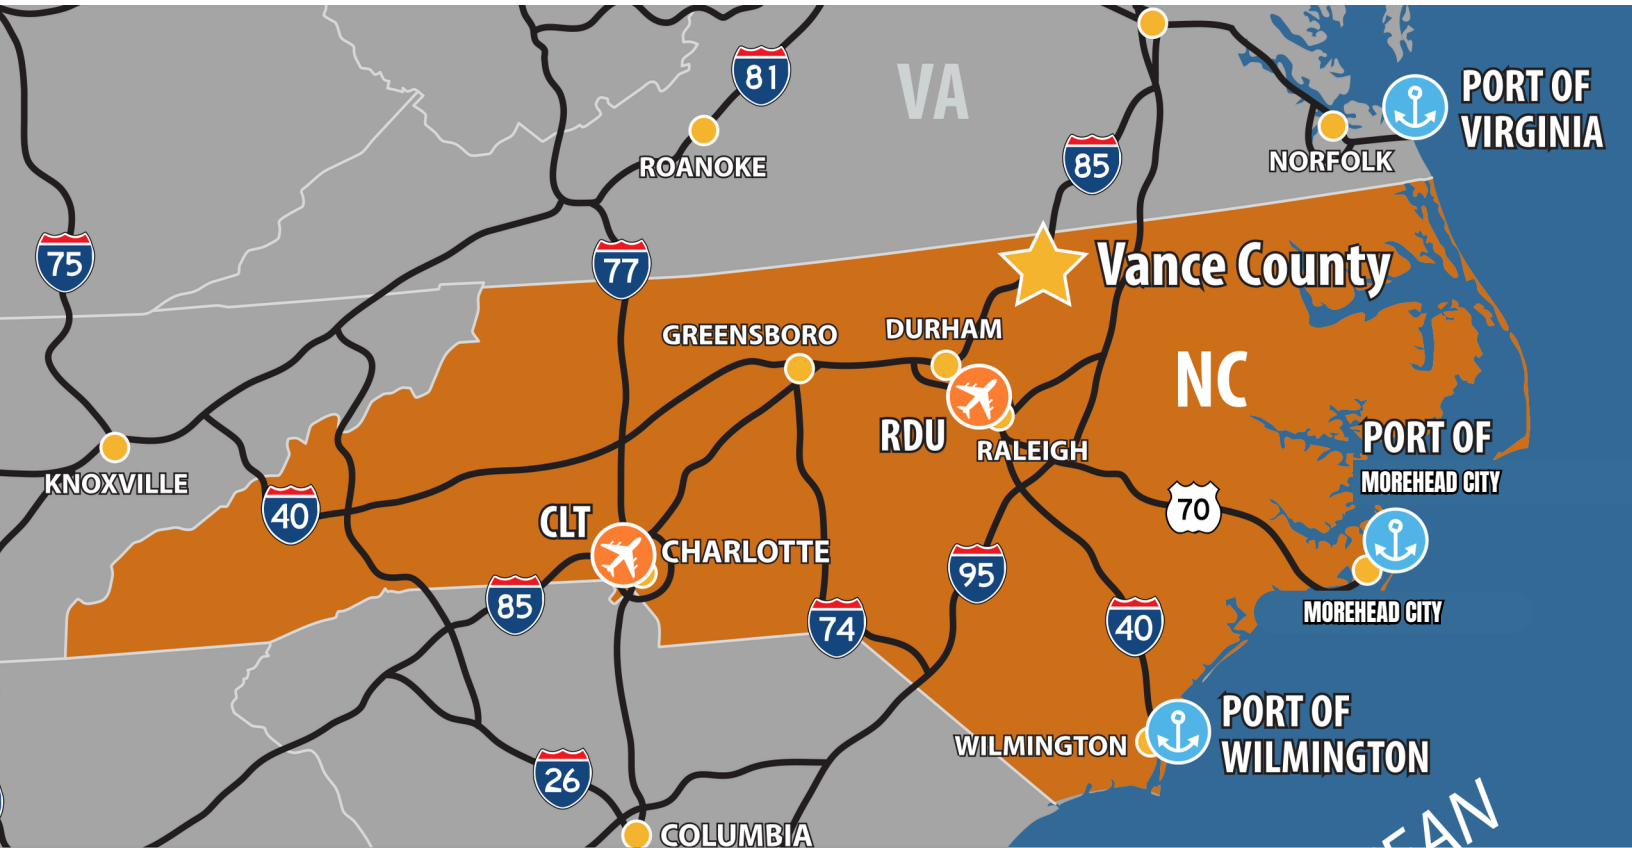 81
VA
PORT OF
VIRGINIA
85
NORFOLK
ROANOKE
75
77
Vance County
GREENSBORO
DURHAM
NC
RDU
RALEIGH
PORT OF
MOREHEAD CITY
KNOXVILLE
40
70
CLT
CHARLOTTE
95
85
74
40
MOREHEAD CITY
WILMINGTON
PORT OF
WILMINGTON
26
COLUMBIA